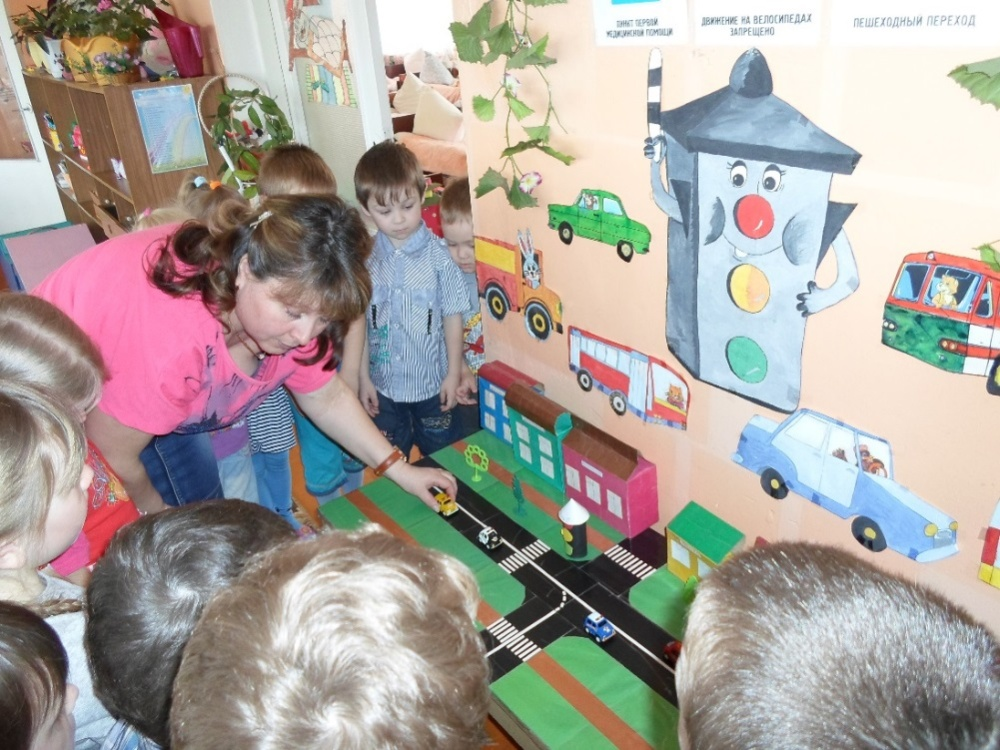 ПУНКТ ПЕРВОЙ
МЕДИЦИНСКОЙ ПОМОЩИ
ДВИЖЕНИЕ НА ВЕЛОСИПЕДАХ
ЗАПРЕЩЕНО
ПЕШЕХОДНЫЙ ПЕРЕХОД